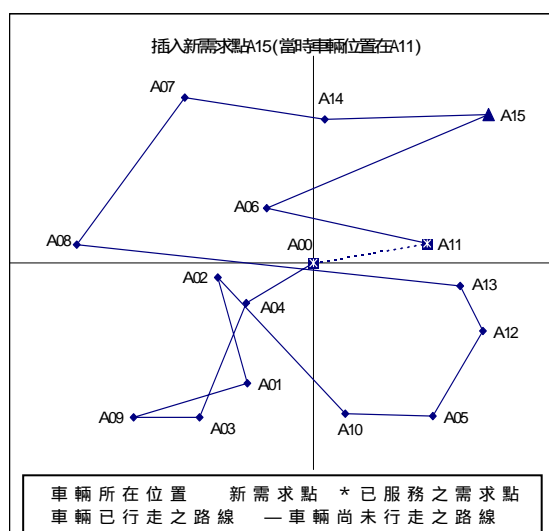 插入新需求點A15(當時車輛位置在A11)
A07
A14
A15
A06
A08
A00
A11
A02
A13
A04
A12
A01
A09
A03
A10
A05
車輛所在位置 新需求點 *已服務之需求點
車輛已行走之路線 —車輛尚未行走之路線